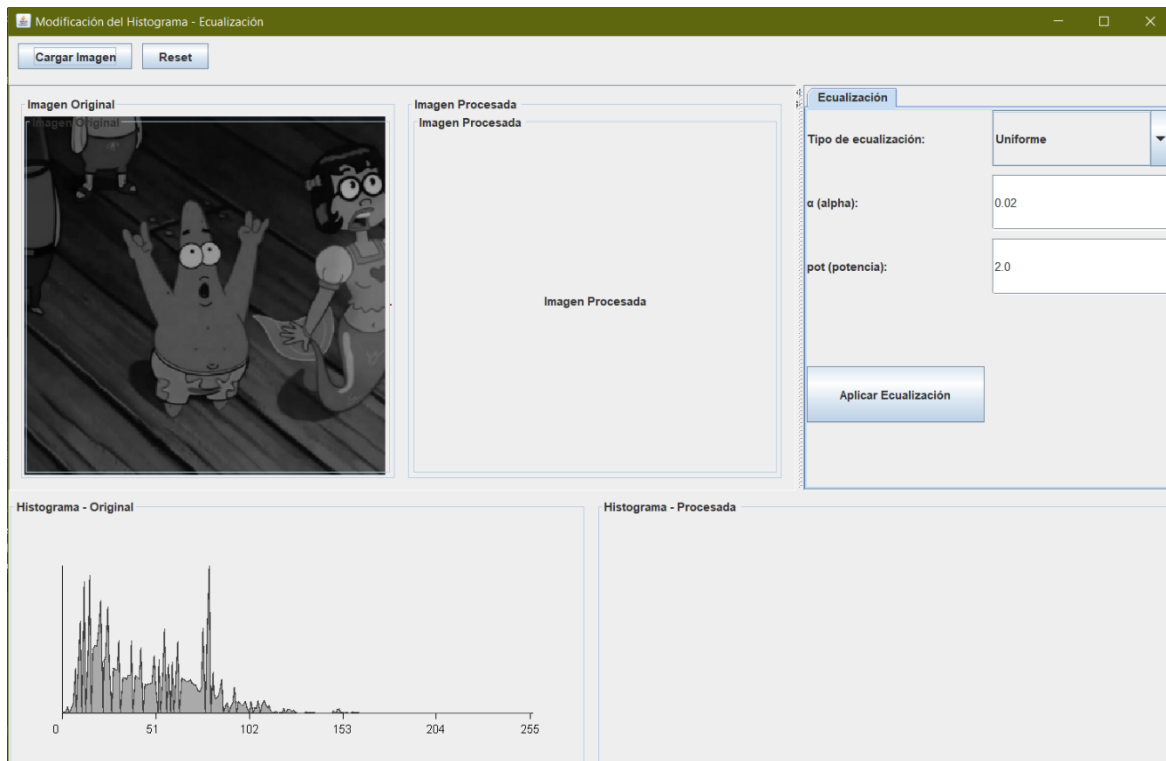 Modificación del Histograma - Ecualización
Cargar Imagen Reset
Imagen Original
Imagen Original
Imagen Procesada
Imagen Procesada
Imagen Procesada
Ecualización
Tipo de ecualización: Uniforme
α (alpha): 0.02
pot (potencia): 2.0
Aplicar Ecualización
Histograma - Original
0 51 102 153 204 255
Histograma - Procesada